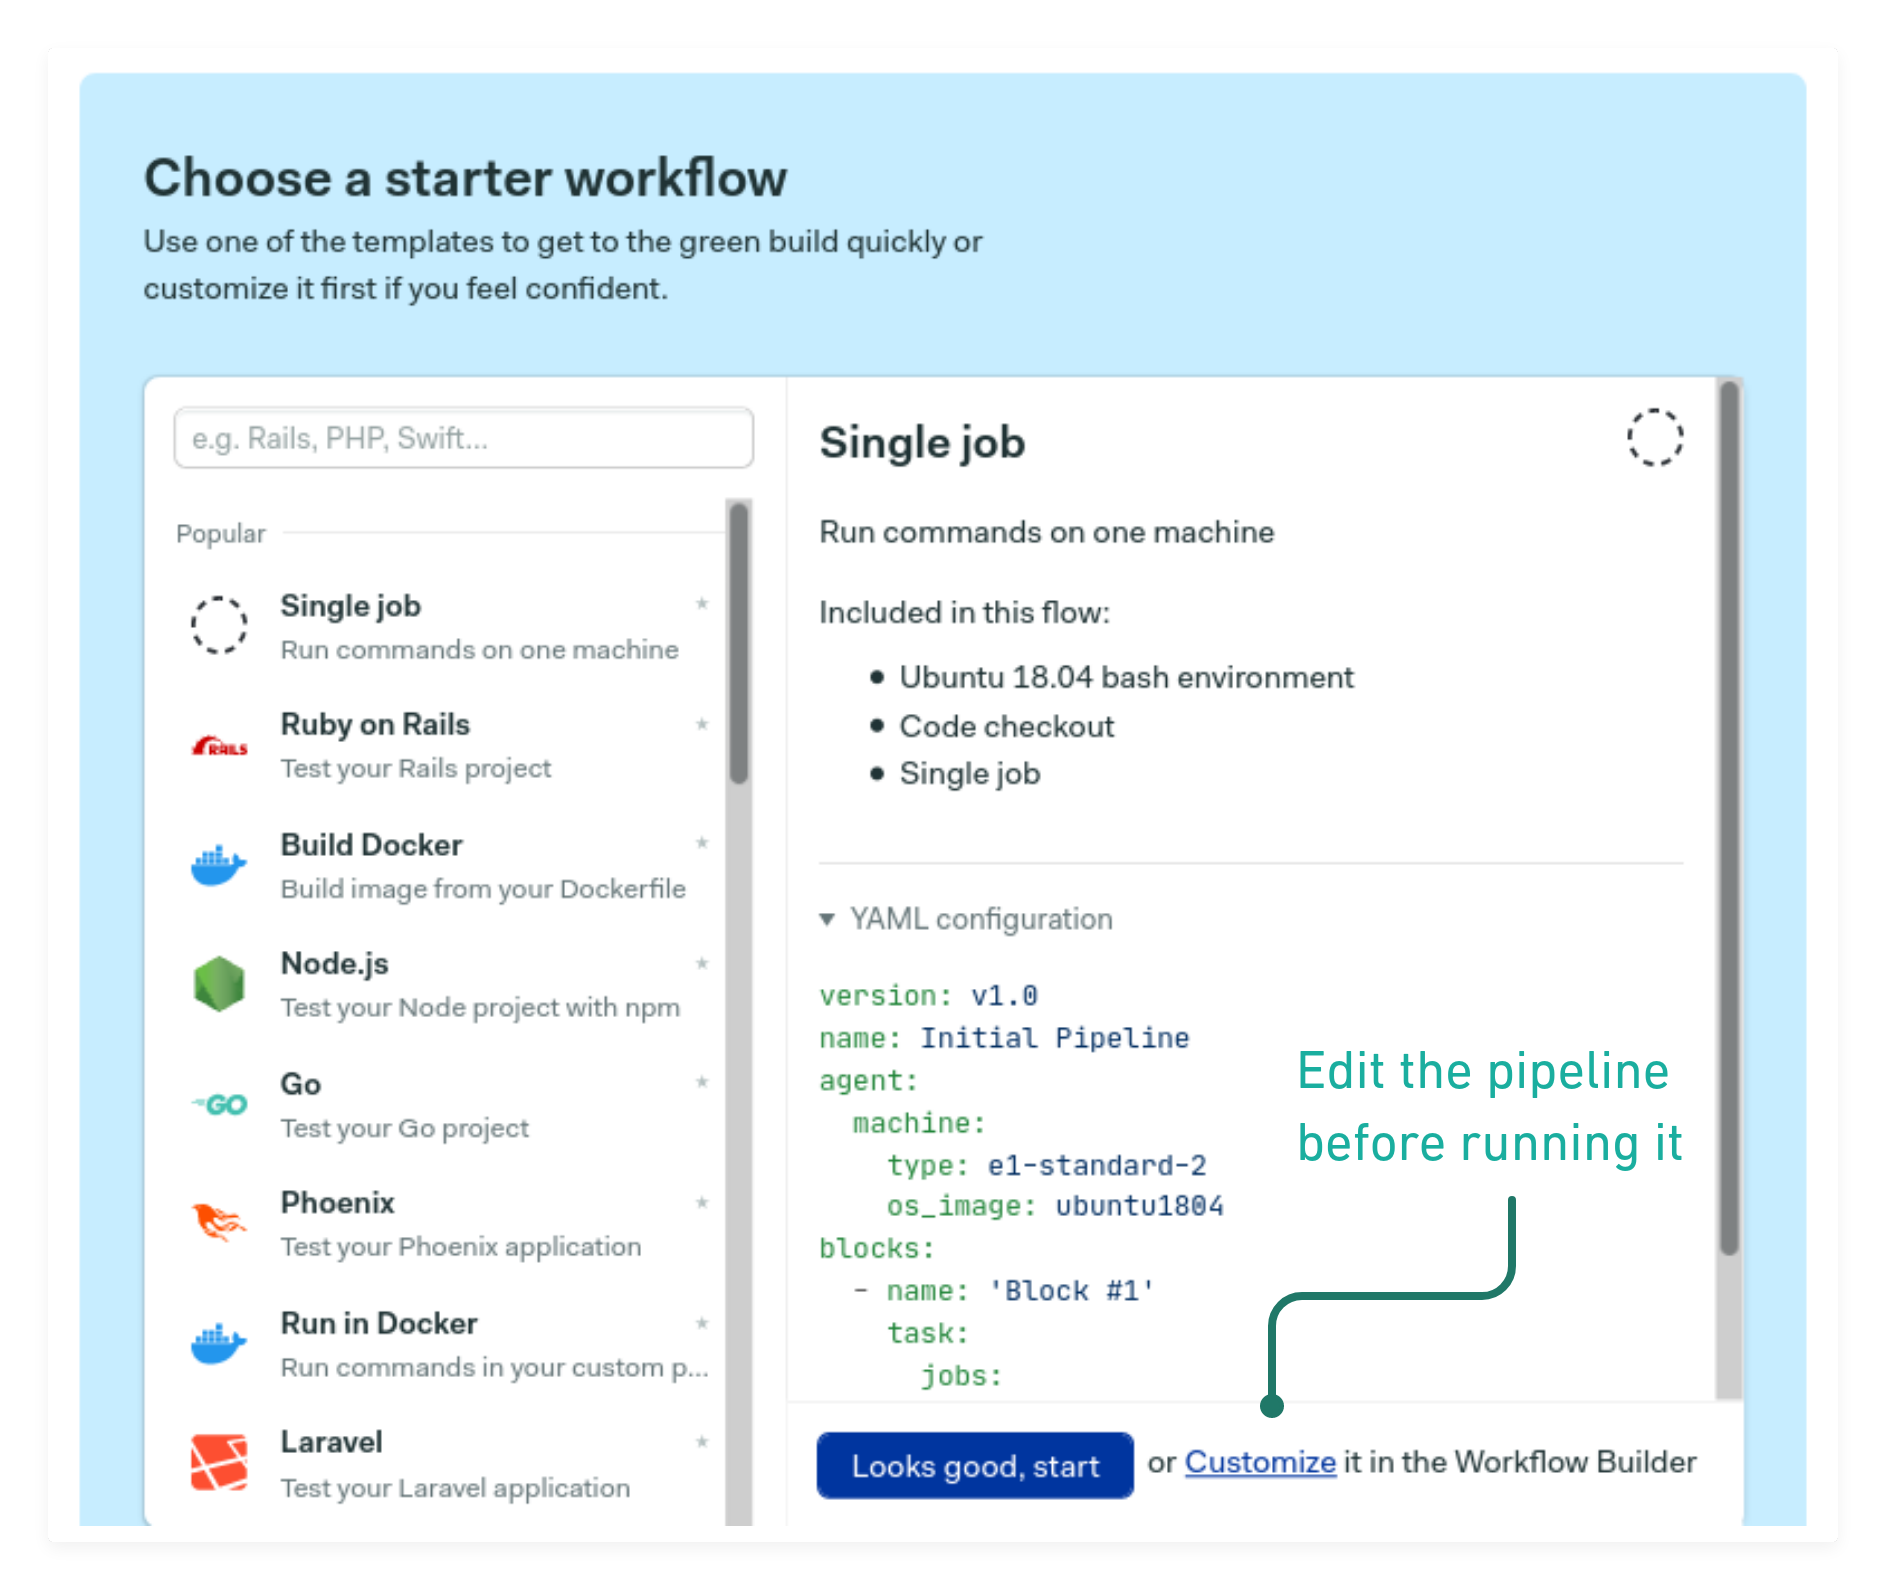 Choose a starter workflow
Use one of the templates to get to the green build quickly or
customize it first if you feel confident.
e.g. Rails, PHP, Swift...
Popular
Single job
Run commands on one machine
RAILS
Ruby on Rails
Test your Rails project
Build Docker
Build image from your Dockerfile
Node.js
Test your Node project with npm
GO
Go
Test your Go project
Phoenix
Test your Phoenix application
Run in Docker
Run commands in your custom p...
Laravel
Test your Laravel application
Single job
Run commands on one machine
Included in this flow:
• Ubuntu 18.04 bash environment
• Code checkout
• Single job
▼ YAML configuration
version: v1.0
name: Initial Pipeline
agent:
  machine:
    type: e1-standard-2
    os_image: ubuntu1804
blocks:
  - name: 'Block #1'
    task:
      jobs:
Edit the pipeline
before running it
Looks good, start
or Customize it in the Workflow Builder